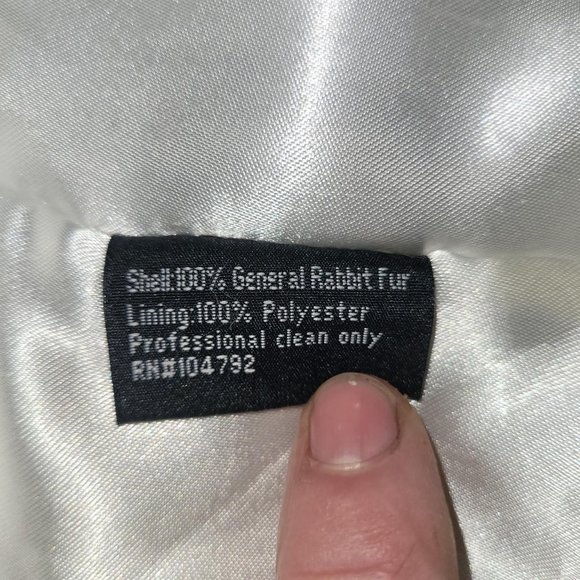 Shell:100% General Rabbit Fur
Lining:100% Polyester
Professional clean only
RN#104792